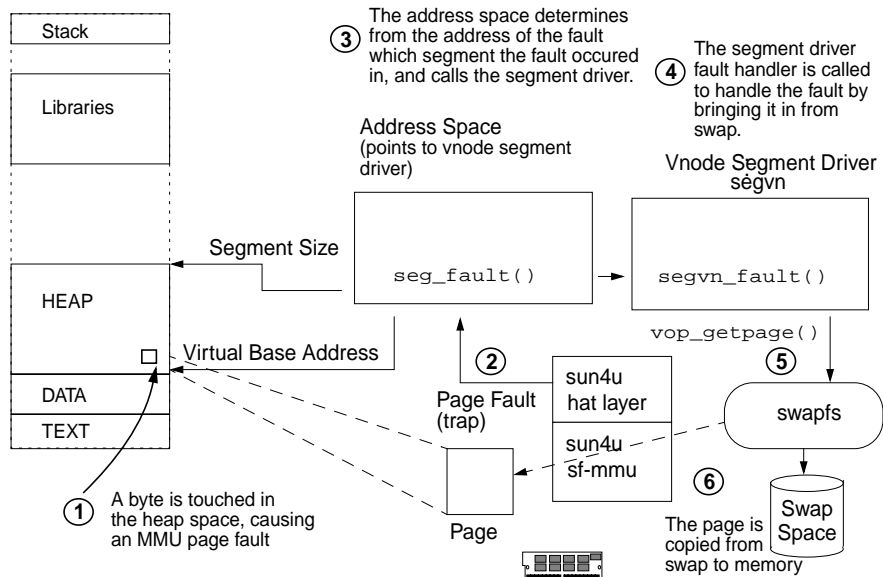 Stack
3
The address space determines
from the address of the fault
which segment the fault occured
in, and calls the segment driver.
4
The segment driver
fault handler is called
to handle the fault by
bringing it in from
swap.
Libraries
Address Space
(points to vnode segment
driver)
Vnode Segment Driver
segvn
Segment Size
seg_fault()
segvn_fault()
HEAP
vop_getpage()
Virtual Base Address
2
5
Page Fault
(trap)
sun4u
hat layer
DATA
swapfs
TEXT
sun4u
sf-mmu
1
A byte is touched in
the heap space, causing
an MMU page fault
Page
6
The page is
copied from
swap to memory
Swap
Space